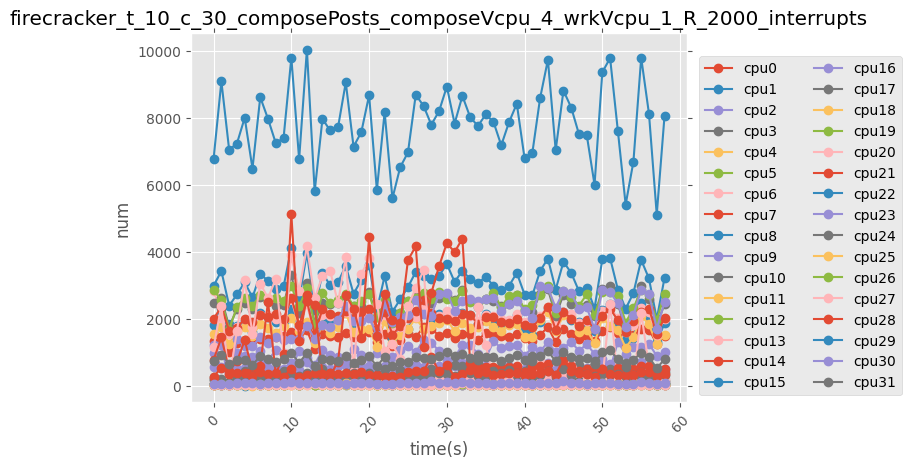 firecracker_t_10_c_30_composePosts_composeVcpu_4_wrkVcpu_1_R_2000_interrupts
10000
8000
6000
4000
2000
0
num
0 10 20 30 40 50 60
time(s)
cpu0 cpu16
cpu1 cpu17
cpu2 cpu18
cpu3 cpu19
cpu4 cpu20
cpu5 cpu21
cpu6 cpu22
cpu7 cpu23
cpu8 cpu24
cpu9 cpu25
cpu10 cpu26
cpu11 cpu27
cpu12 cpu28
cpu13 cpu29
cpu14 cpu30
cpu15 cpu31